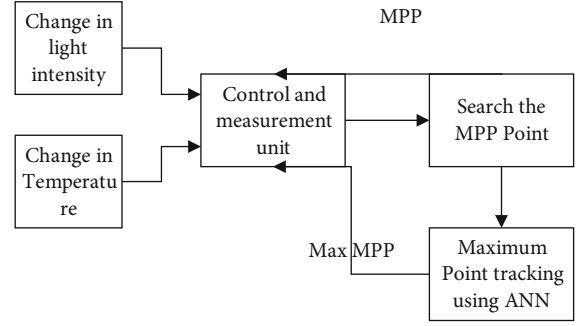 MPP
Change in
light
intensity
Control and
measurement
unit
Search the
MPP Point
Change in
Temperatu
re
Max MPP
Maximum
Point tracking
using ANN